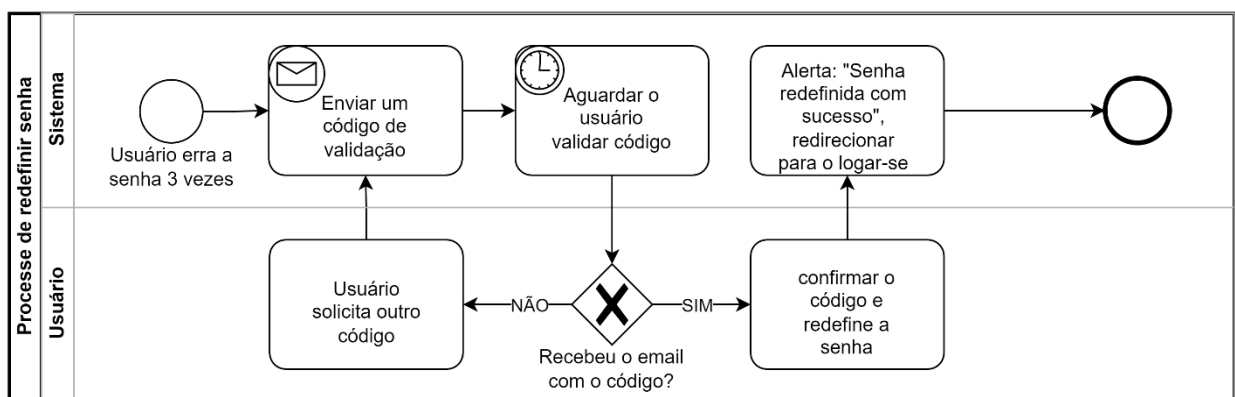 Processe de redefinir senha
Sistema
Usuário erra a
senha 3 vezes
Enviar um
código de
validação
Aguardar o
usuário
validar código
Alerta: "Senha
redefinida com
sucesso",
redirecionar
para o logar-se
Usuário
Usuário
solicita outro
código
NÃO
Recebeu o email
com o código?
SIM
confirmar o
código e
redefine a
senha